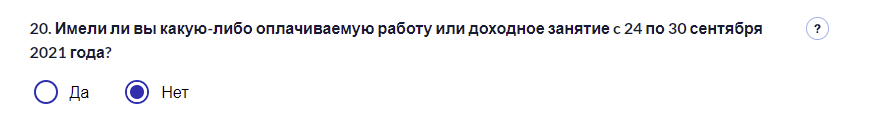 20. Имели ли вы какую-либо оплачиваемую работу или доходное занятие с 24 по 30 сентября
2021 года?
?
Да Нет